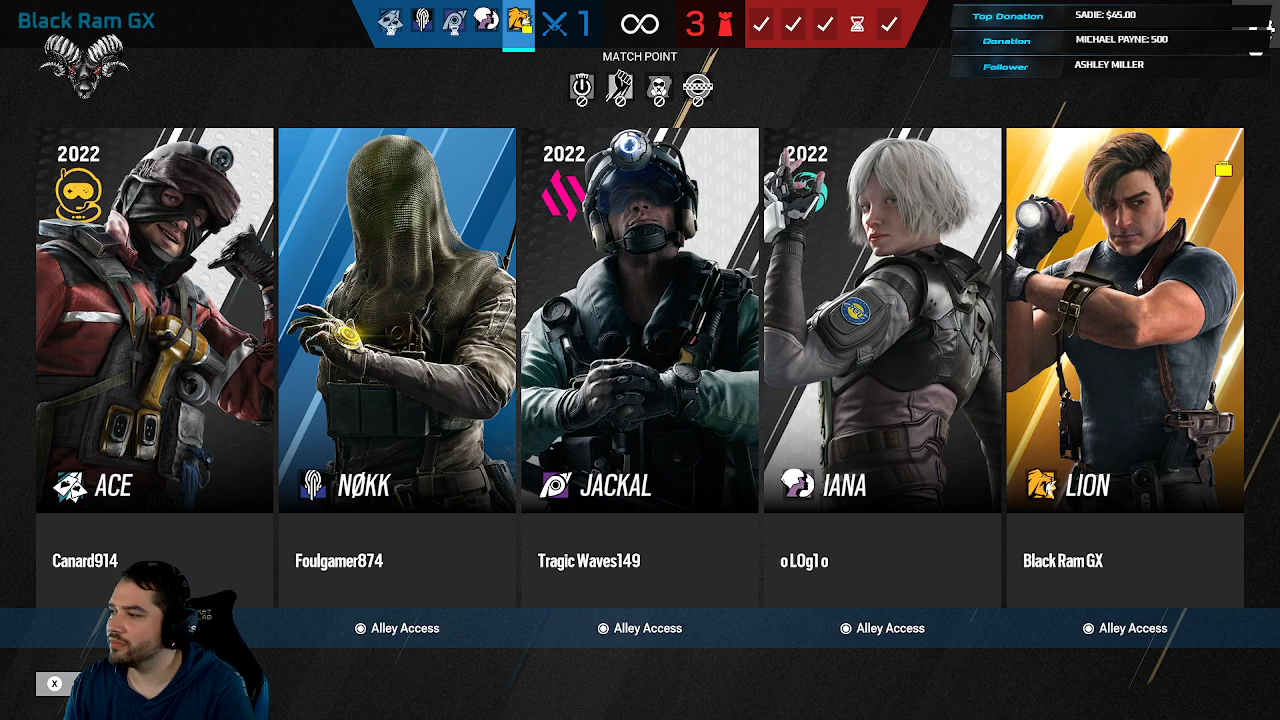 Black Ram GX
1
3
MATCH POINT
Top Donation
SADIE: $45.00
Donation
MICHAEL PAYNE: 500
Follower
ASHLEY MILLER
2022
2022
2022
ACE
NØKK
JACKAL
IANA
LION
Canard914
Foulgamer874
Tragic Waves149
o L0g1 o
Black Ram GX
Alley Access
Alley Access
Alley Access
Alley Access
X